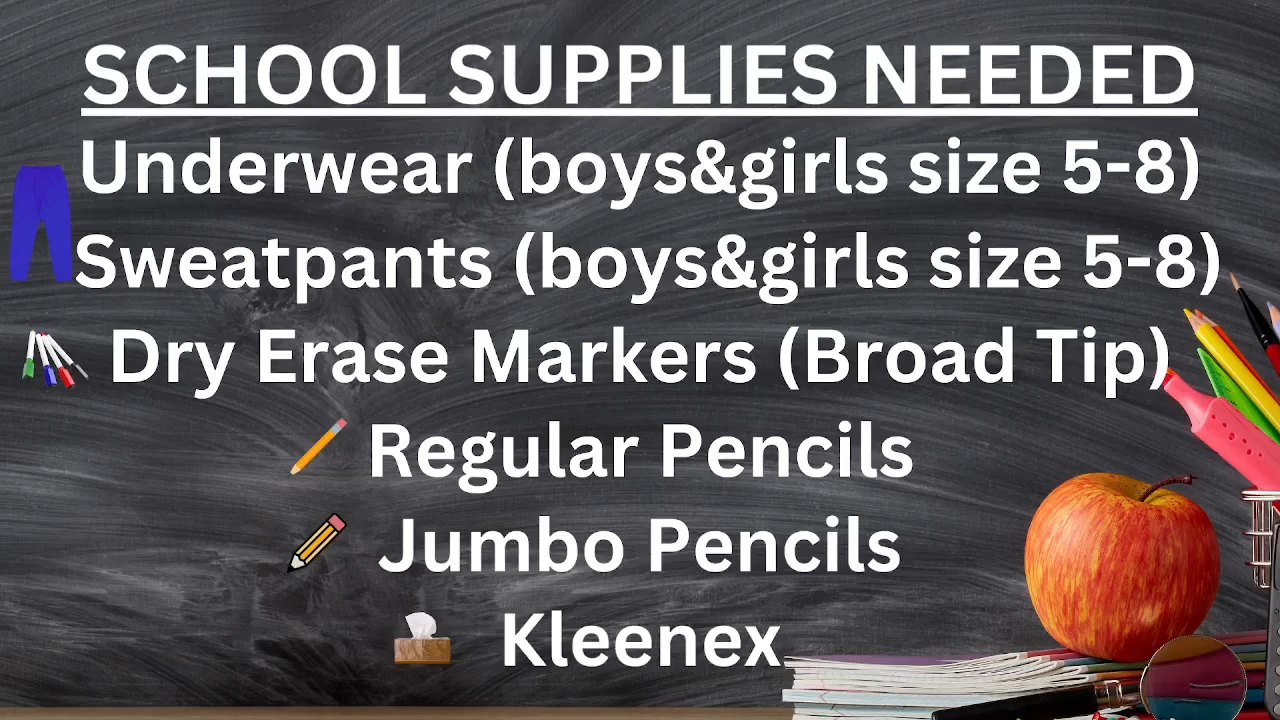 SCHOOL SUPPLIES NEEDED
Underwear (boys&girls size 5-8)
Sweatpants (boys&girls size 5-8)
Dry Erase Markers (Broad Tip)
Regular Pencils
Jumbo Pencils
Kleenex